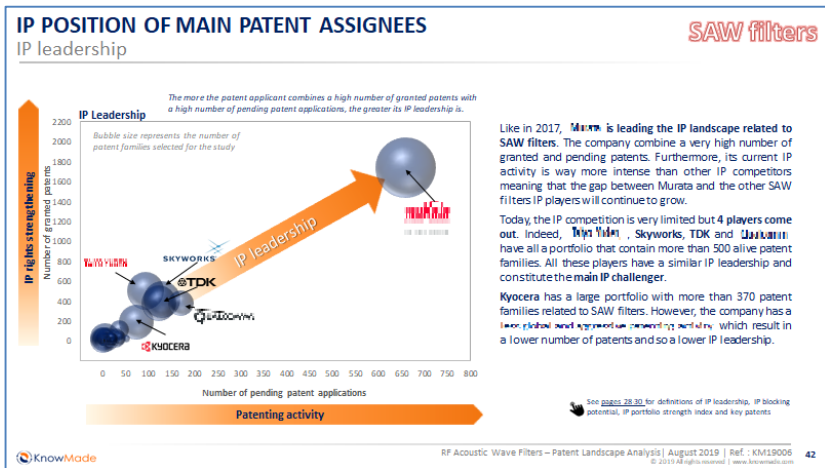 IP POSITION OF MAIN PATENT ASSIGNEES
IP leadership
SAW filters
The more the patent applicant combines a high number of granted patents with
a high number of pending patent applications, the greater its IP leadership is.
IP Leadership
Bubble size represents the number of
patent families selected for the study
IP rights strengthening
Number of granted patents
2200
2000
1800
1600
1400
1200
1000
800
600
400
200
0
IP leadership
SKYWORKS
TDK
KYOCERA
0 50 100 150 200 250 300 350 400 450 500 550 600 650 700 750 800
Number of pending patent applications
Patenting activity
Like in 2017, is leading the IP landscape related to
SAW filters. The company combine a very high number of
granted and pending patents. Furthermore, its current IP
activity is way more intense than other IP competitors
meaning that the gap between Murata and the other SAW
filters IP players will continue to grow.
Today, the IP competition is very limited but 4 players come
out. Indeed, , Skyworks, TDK and
have all a portfolio that contain more than 500 alive patent
families. All these players have a similar IP leadership and
constitute the main IP challenger.
Kyocera has a large portfolio with more than 370 patent
families related to SAW filters. However, the company has a
which result in
a lower number of patents and so a lower IP leadership.
See pages 28-30 for definitions of IP leadership, IP blocking
potential, IP portfolio strength index and key patents
KnowMade
RF Acoustic Wave Filters – Patent Landscape Analysis| August 2019 | Ref. : KM19006 42
© 2019 All rights reserved | www.knowmade.com